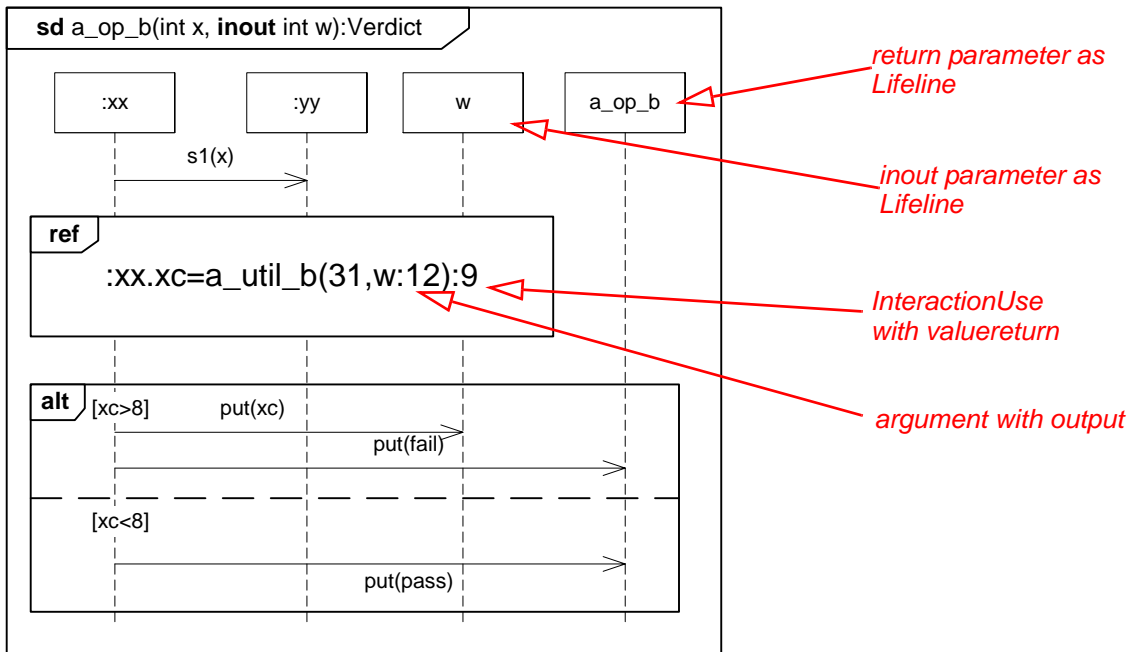 sd a_op_b(int x, inout int w):Verdict
return parameter as
Lifeline
:xx
:yy
w
a_op_b
s1(x)
inout parameter as
Lifeline
ref
:xx.xc=a_util_b(31,w:12):9
InteractionUse
with valuereturn
alt
[xc>8]
put(xc)
argument with output
put(fail)
[xc<8]
put(pass)